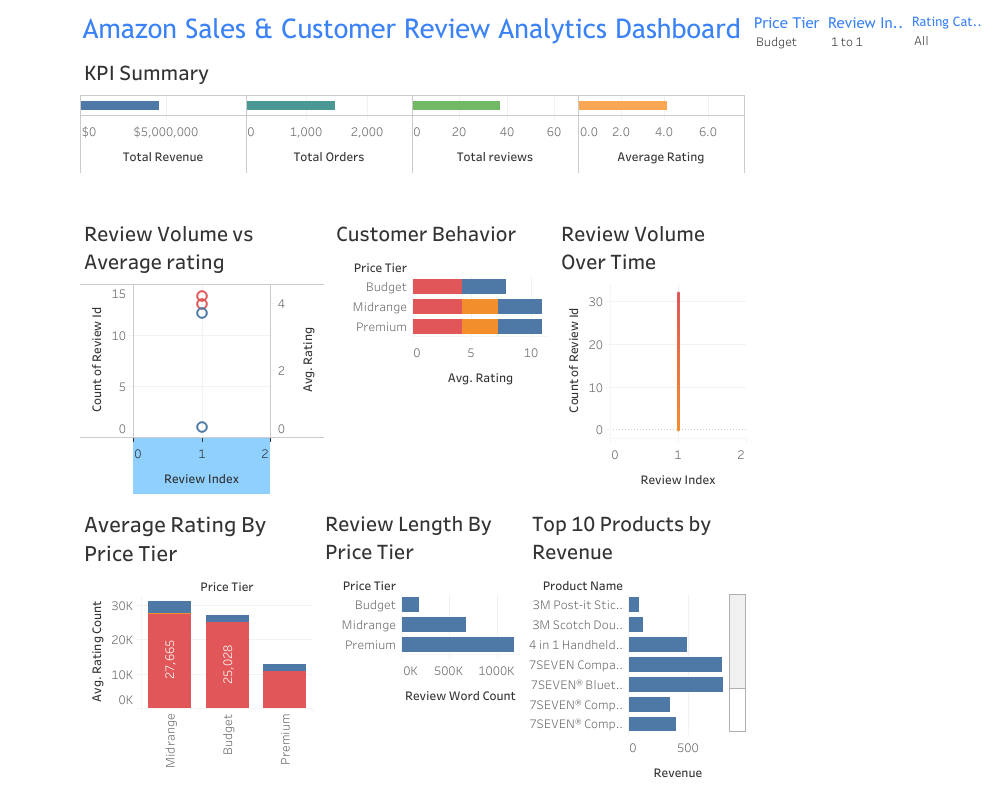 Amazon Sales & Customer Review Analytics Dashboard
Price Tier
Budget
Review In..
1 to 1
Rating Cat..
All
KPI Summary
$0 $5,000,000
Total Revenue
0 1,000 2,000
Total Orders
0 20 40 60
Total reviews
0.0 2.0 4.0 6.0
Average Rating
Review Volume vs
Average rating
Count of Review Id
15
10
5
0
4
2
0
Avg. Rating
0 1 2
Review Index
Customer Behavior
Price Tier
Budget
Midrange
Premium
0 5 10
Avg. Rating
Review Volume
Over Time
Count of Review Id
30
20
10
0
0 1 2
Review Index
Average Rating By
Price Tier
Price Tier
Avg. Rating Count
30K
20K
10K
0K
27,665
25,028
Midrange
Budget
Premium
Review Length By
Price Tier
Price Tier
Budget
Midrange
Premium
0K 500K 1000K
Review Word Count
Top 10 Products by
Revenue
Product Name
3M Post-it Stic..
3M Scotch Dou..
4 in 1 Handheld..
7SEVEN Compa..
7SEVEN® Bluet..
7SEVEN® Comp..
7SEVEN® Comp..
0 500
Revenue